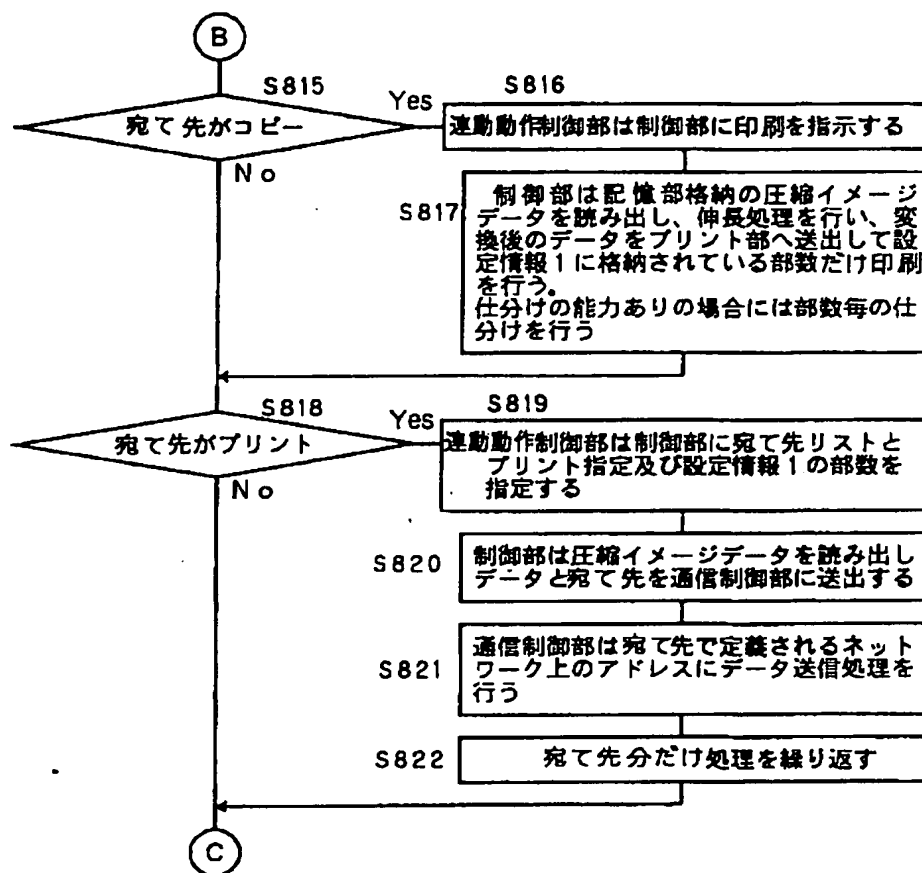 B
S815
宛て先がコピー
Yes
No
S816
連動動作制御部は制御部に印刷を指示する
S817
制御部は記憶部格納の圧縮イメージ
データを読み出し、伸長処理を行い、変
換後のデータをプリント部へ送出して設
定情報1に格納されている部数だけ印刷
を行う。
仕分けの能力ありの場合には部数毎の仕
分けを行う
S818
宛て先がプリント
Yes
No
S819
連動動作制御部は制御部に宛て先リストと
プリント指定及び設定情報1の部数を
指定する
S820
制御部は圧縮イメージデータを読み出し
データと宛て先を通信制御部に送出する
S821
通信制御部は宛て先で定義されるネット
ワーク上のアドレスにデータ送信処理を
行う
S822
宛て先分だけ処理を繰り返す
C